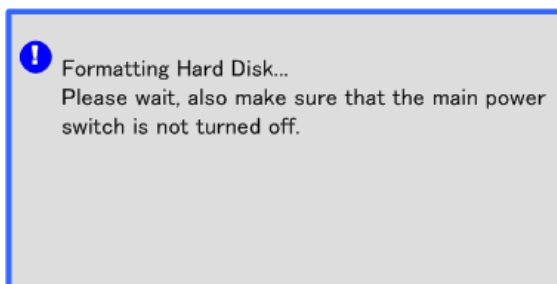 Formatting Hard Disk...
Please wait, also make sure that the main power
switch is not turned off.